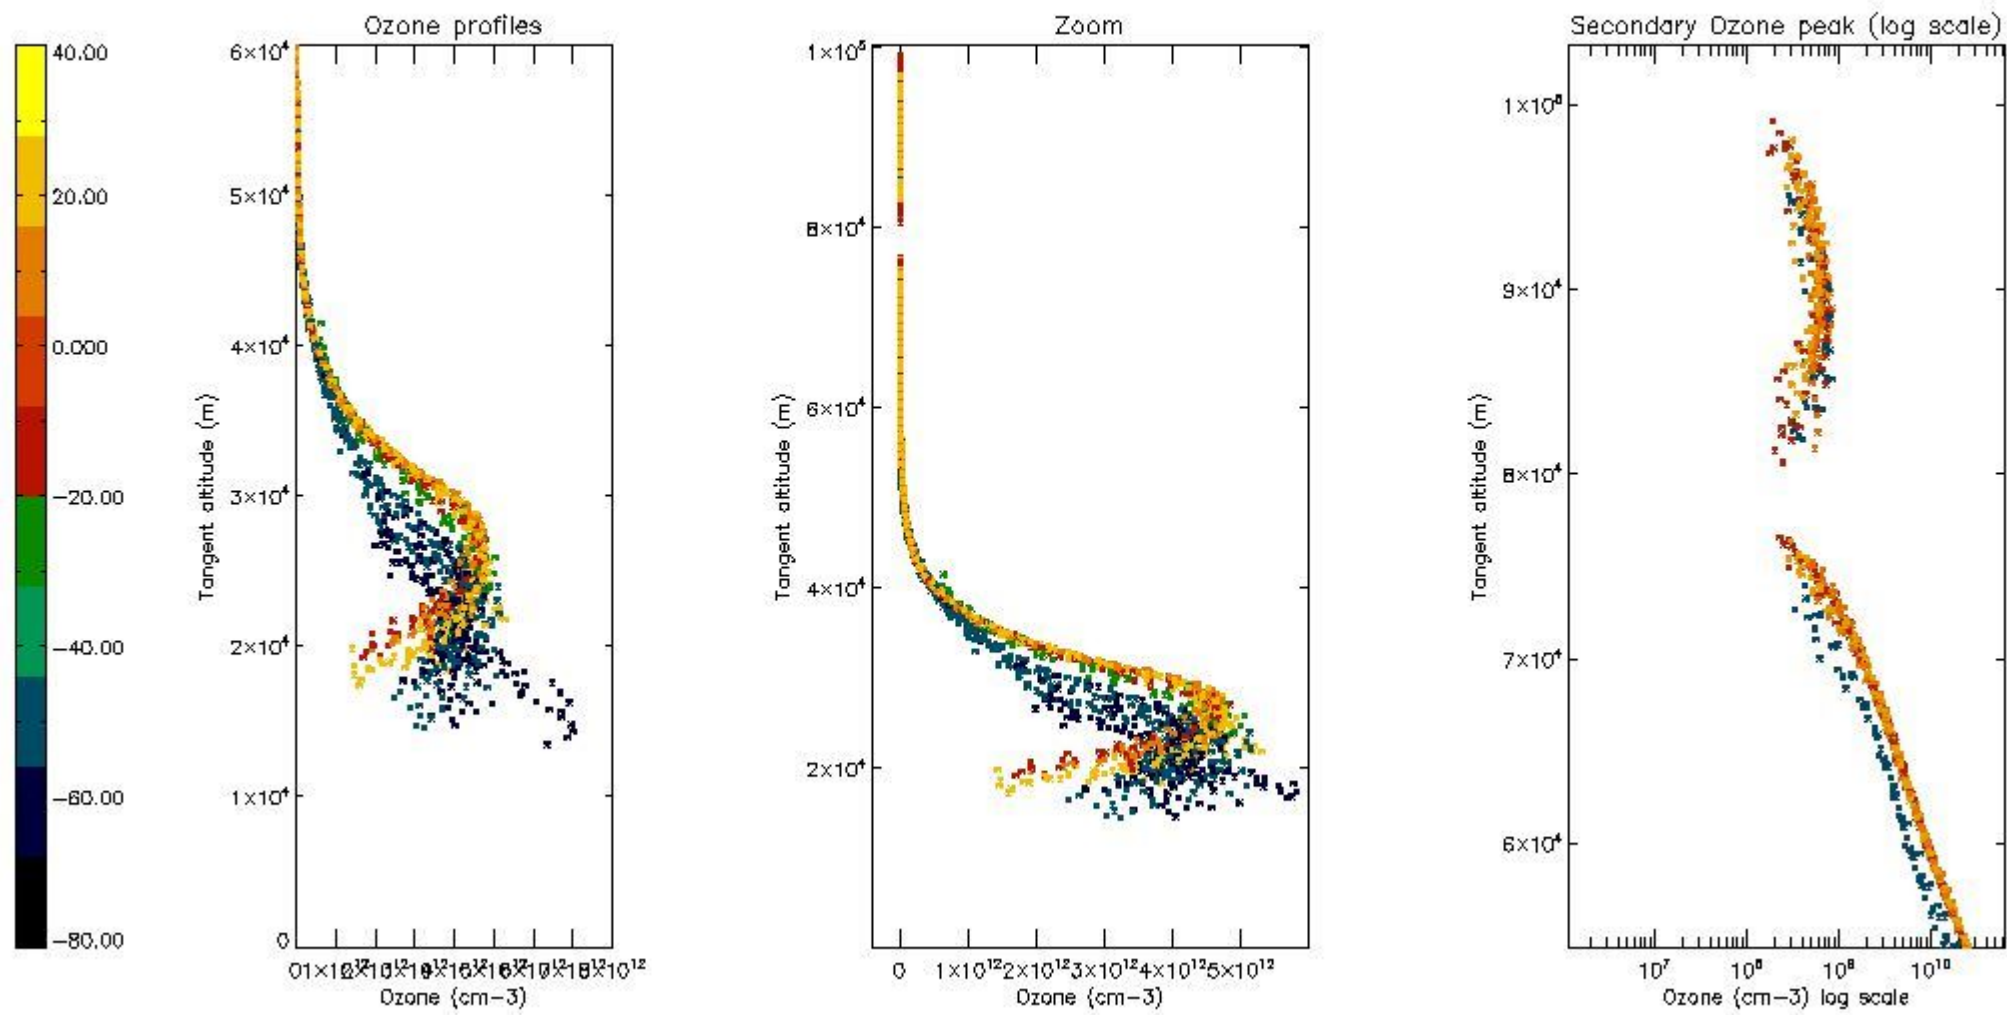 Ozone profiles
Zoom
Secondary Ozone peak (log scale)
40.00
20.00
0.000
−20.00
−40.00
−60.00
−80.00
6×10⁴
5×10⁴
4×10⁴
3×10⁴
2×10⁴
1×10⁴
0
Tangent altitude (m)
Ozone (cm−3)
1×10⁵
8×10⁴
6×10⁴
4×10⁴
2×10⁴
Tangent altitude (m)
0 1×10¹² 2×10¹² 3×10¹² 4×10¹² 5×10¹²
Ozone (cm−3)
9×10⁴
8×10⁴
7×10⁴
6×10⁴
Tangent altitude (m)
10⁷ 10⁸ 10⁹ 10¹⁰
Ozone (cm−3) log scale